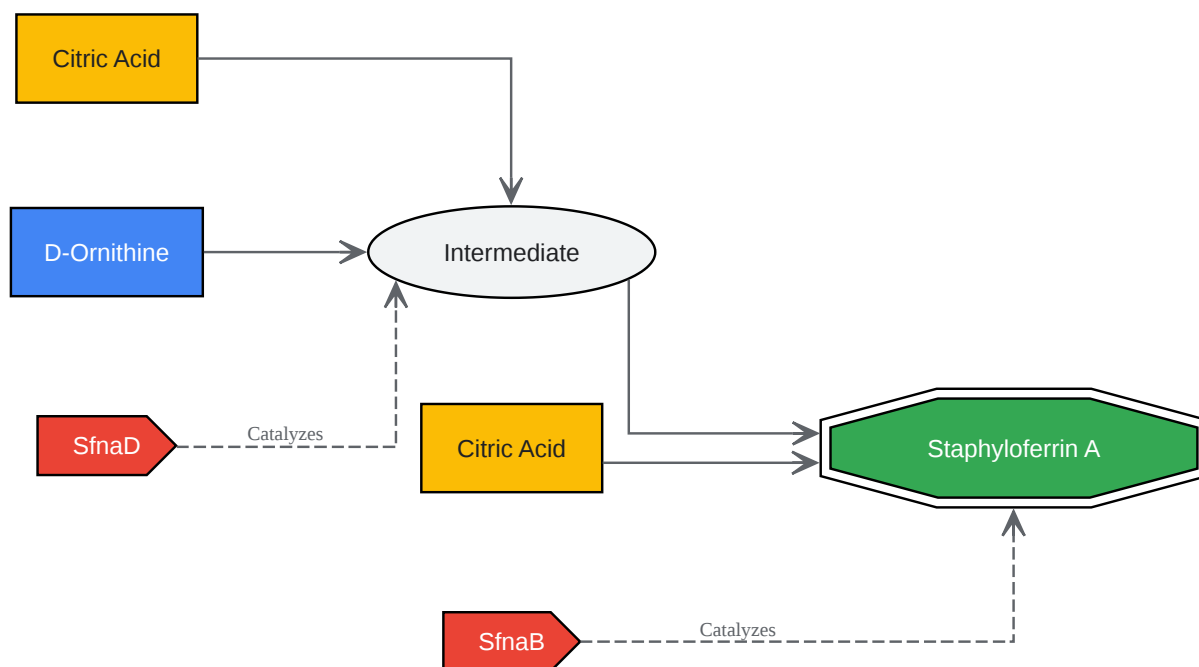 Citric Acid
D-Ornithine
Intermediate
SfnaD
Catalyzes
Citric Acid
Staphyloferrin A
SfnaB
Catalyzes